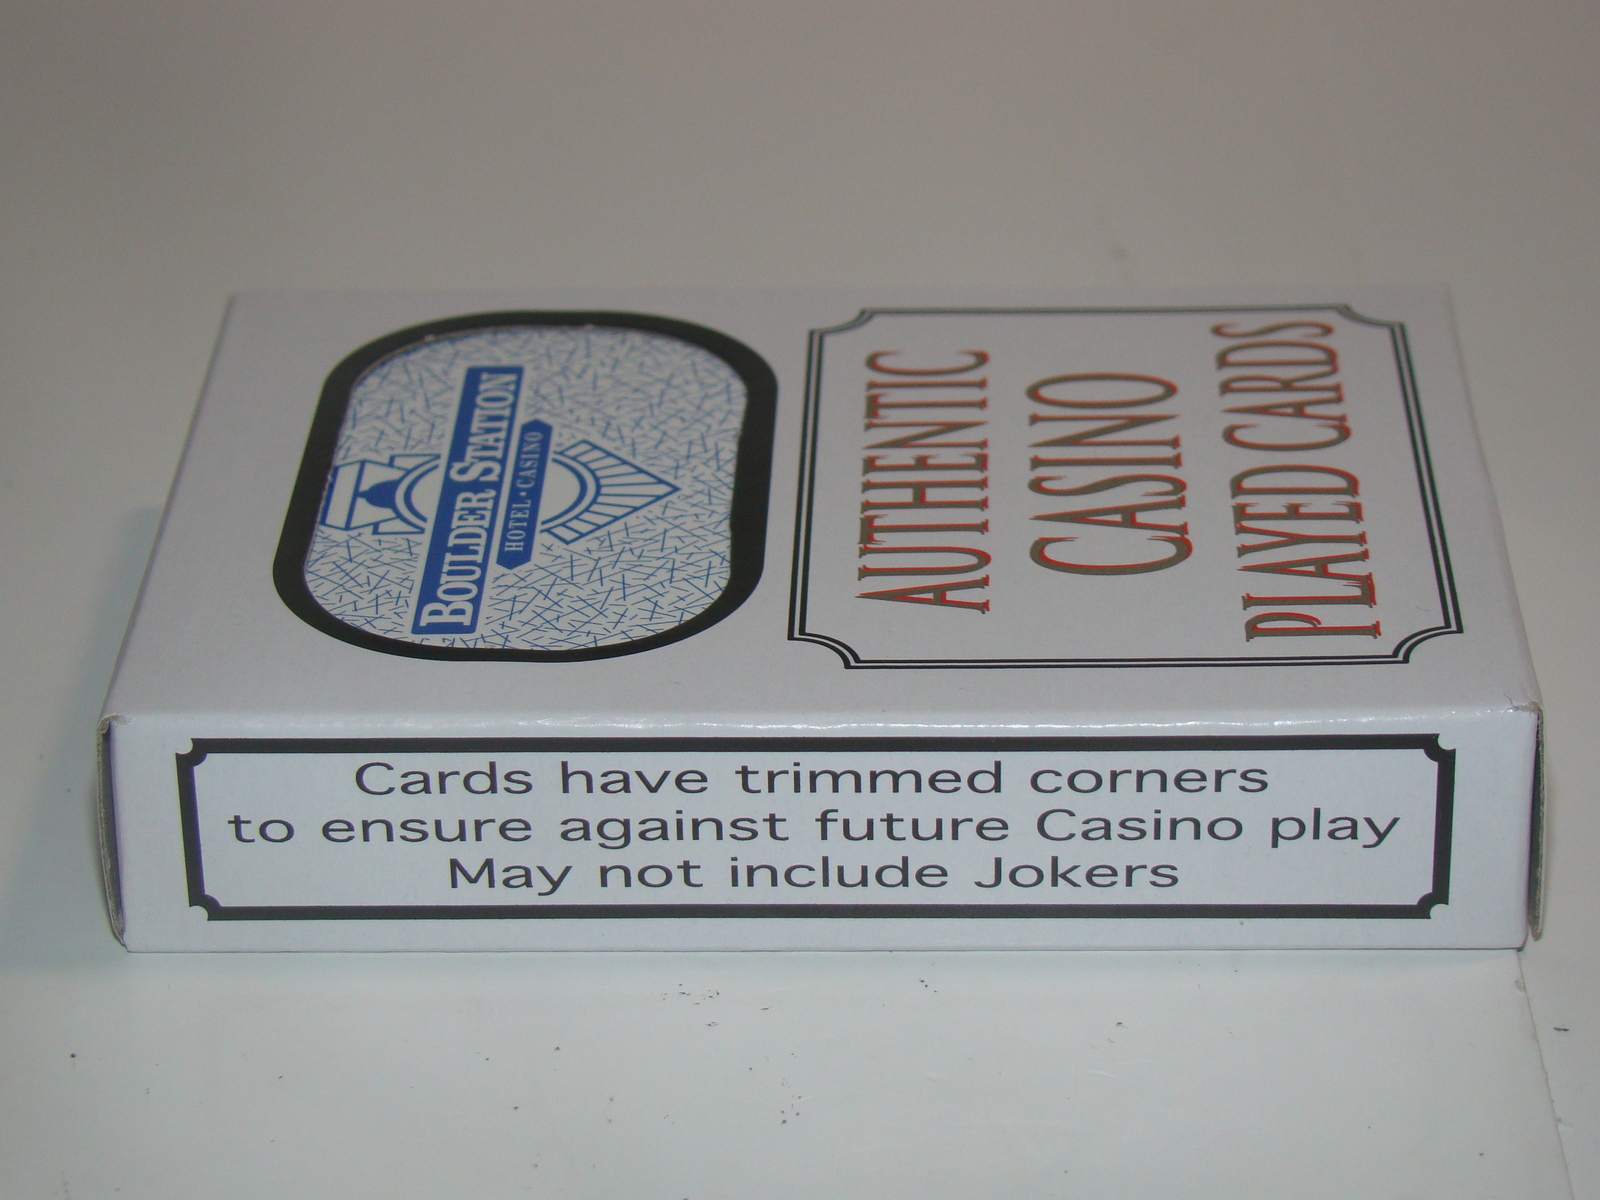 BOULDER STATION
HOTEL • CASINO
AUTHENTIC
CASINO
PLAYED CARDS
Cards have trimmed corners
to ensure against future Casino play
May not include Jokers